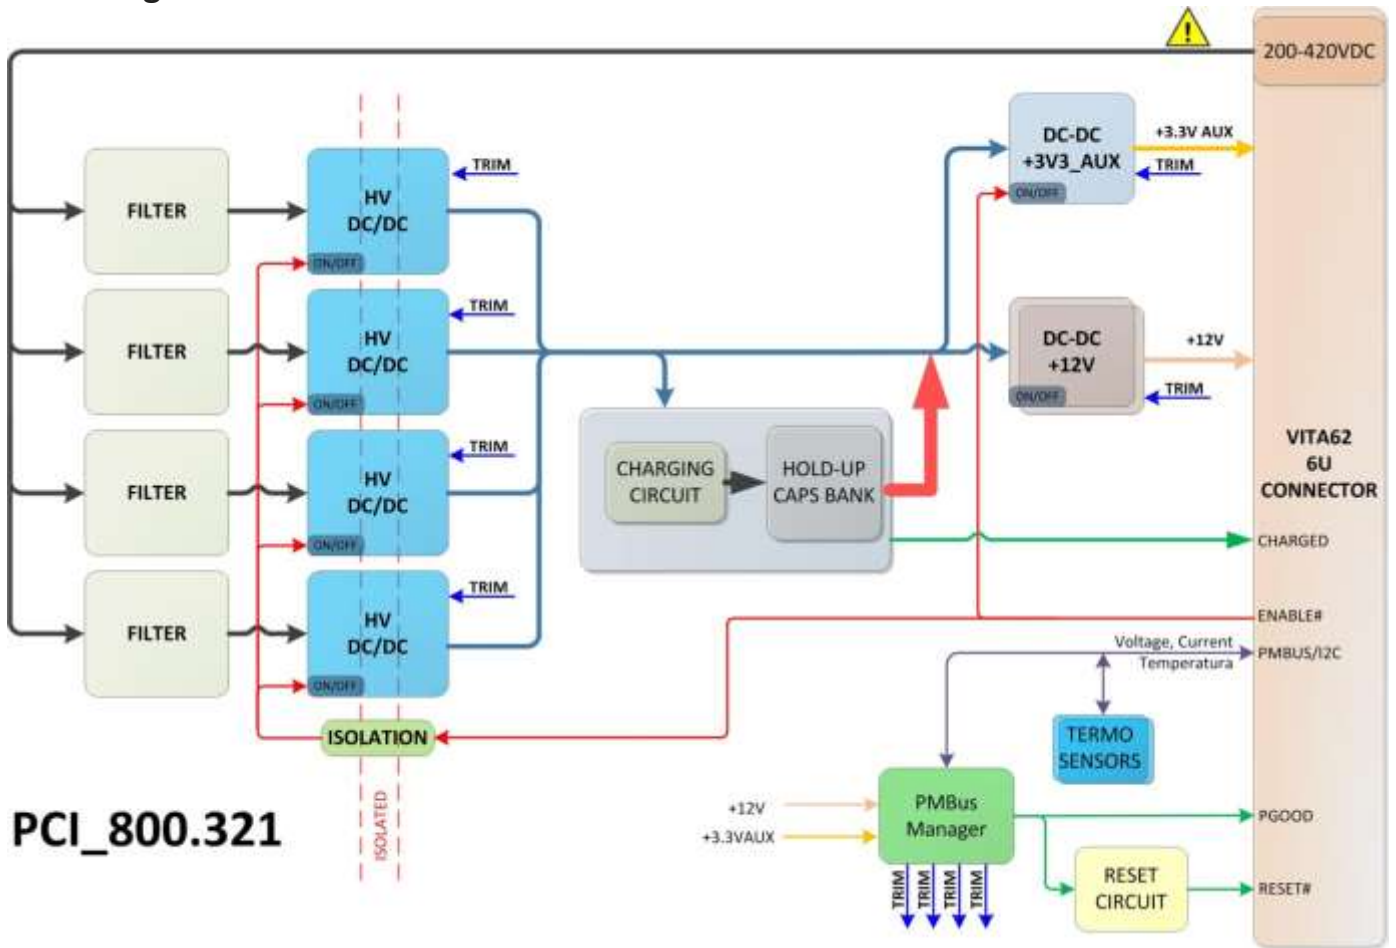 200-420VDC
DC-DC
+3V3_AUX
ON/OFF
+3.3V AUX
TRIM
FILTER
HV
DC/DC
ON/OFF
TRIM
FILTER
HV
DC/DC
ON/OFF
TRIM
DC-DC
+12V
ON/OFF
+12V
TRIM
FILTER
HV
DC/DC
ON/OFF
TRIM
CHARGING
CIRCUIT
HOLD-UP
CAPS BANK
VITA62
6U
CONNECTOR
CHARGED
FILTER
HV
DC/DC
ON/OFF
TRIM
ENABLE#
Voltage, Current
Temperatura
PMBUS/I2C
ISOLATION
TERMO
SENSORS
PCI_800.321
ISOLATED
+12V
+3.3VAUX
PMBus
Manager
PGOOD
TRIM
TRIM
TRIM
TRIM
RESET
CIRCUIT
RESET#